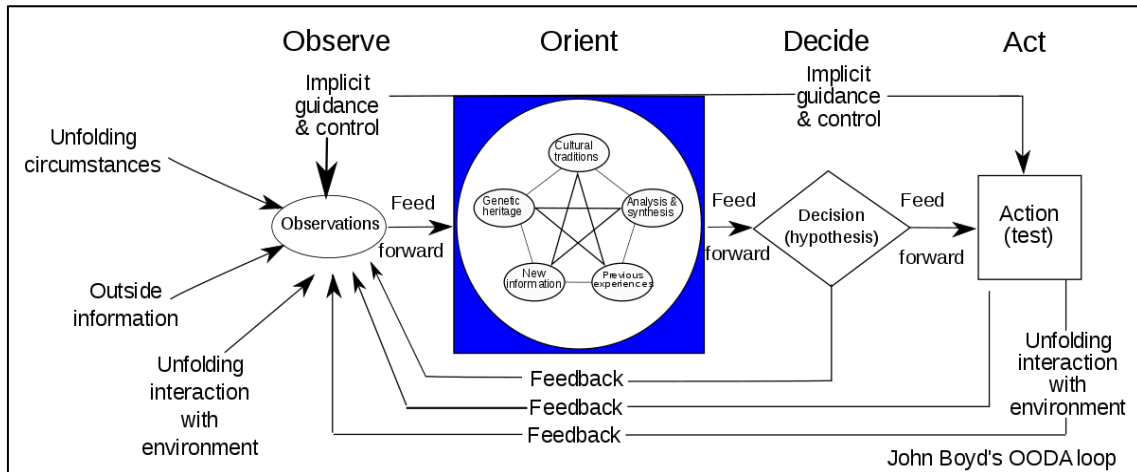 Observe
Orient
Decide
Act
Implicit
guidance
& control
Implicit
guidance
& control
Unfolding
circumstances
Observations
Feed
forward
Cultural
traditions
Genetic
heritage
Analysis &
synthesis
New
information
Previous
experiences
Feed
forward
Decision
(hypothesis)
Feed
forward
Action
(test)
Outside
information
Unfolding
interaction
with
environment
Feedback
Feedback
Feedback
Unfolding
interaction
with
environment
John Boyd's OODA loop